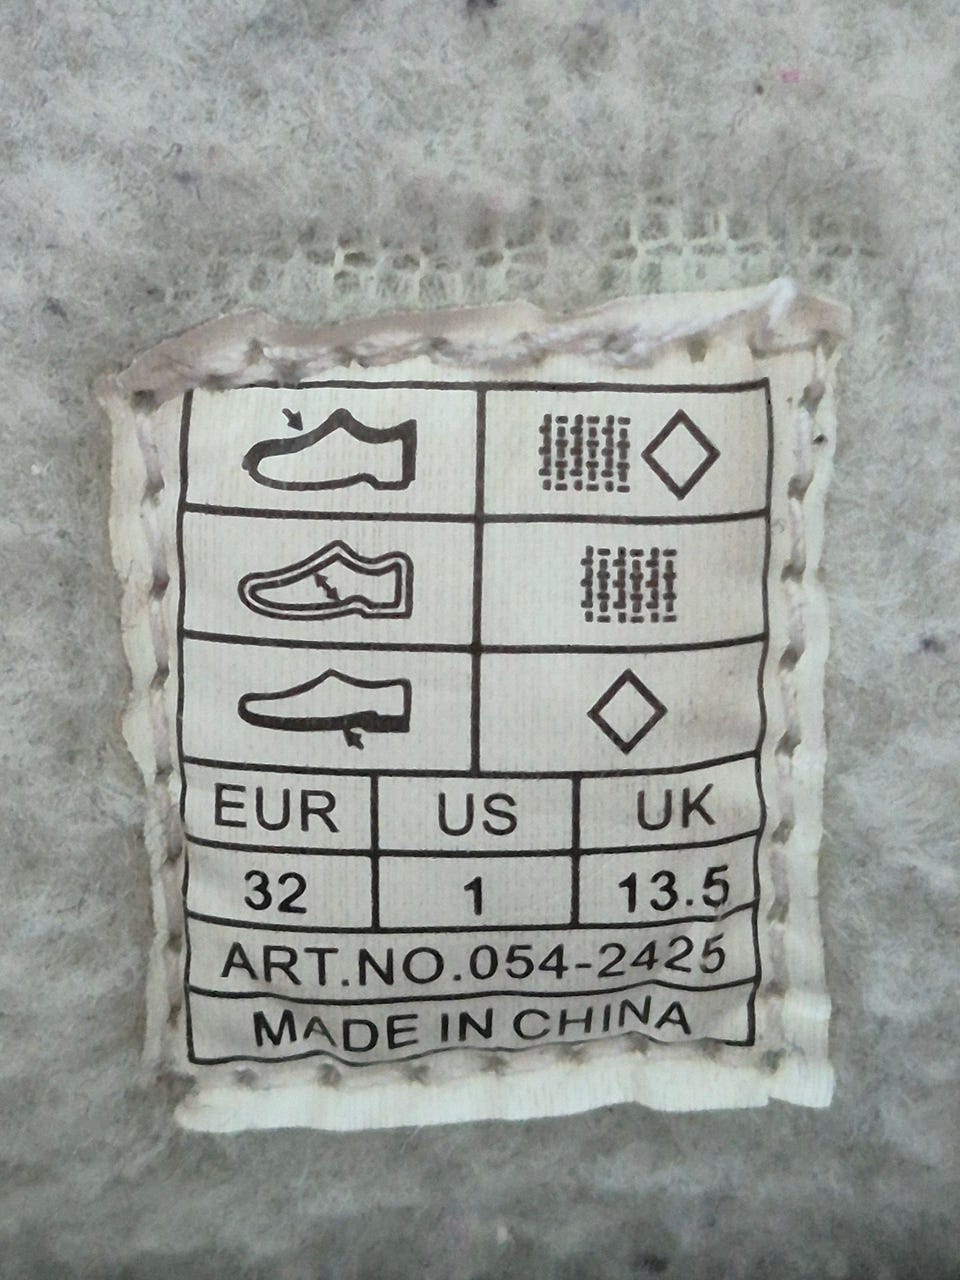 EUR US UK
32 1 13.5
ART.NO.054-2425
MADE IN CHINA